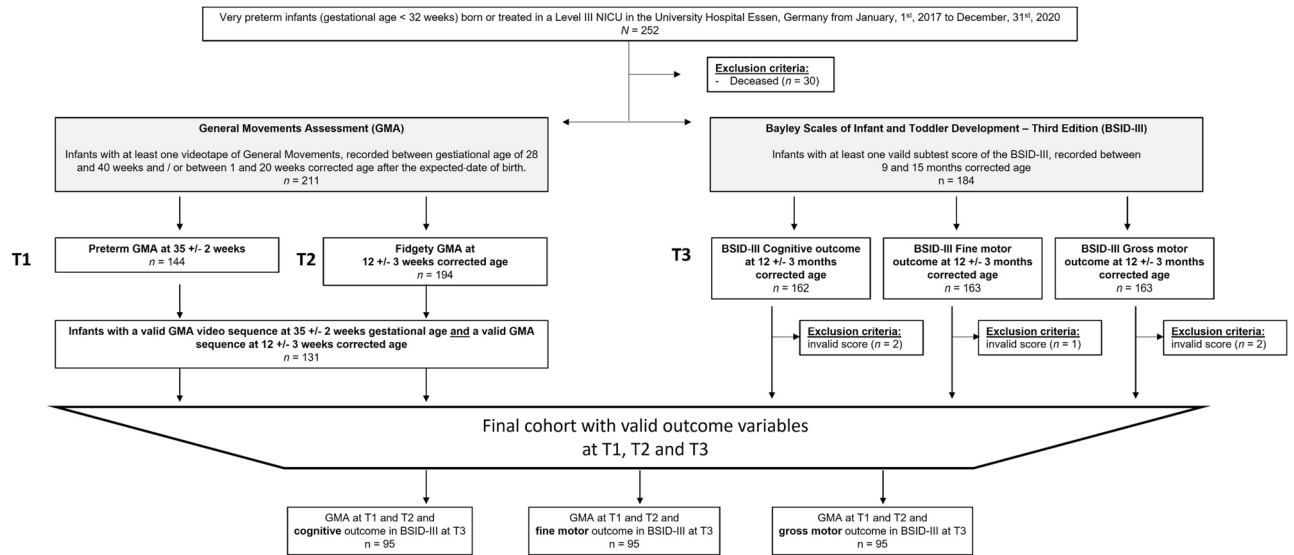 Very preterm infants (gestational age < 32 weeks) born or treated in a Level III NICU in the University Hospital Essen, Germany from January, 1st, 2017 to December, 31st, 2020
N = 252
Exclusion criteria:
- Deceased (n = 30)
General Movements Assessment (GMA)
Infants with at least one videotape of General Movements, recorded between gestiational age of 28
and 40 weeks and / or between 1 and 20 weeks corrected age after the expected-date of birth.
n = 211
Bayley Scales of Infant and Toddler Development – Third Edition (BSID-III)
Infants with at least one vaild subtest score of the BSID-III, recorded between
9 and 15 months corrected age
n = 184
T1
Preterm GMA at 35 +/- 2 weeks
n = 144
T2
Fidgety GMA at
12 +/- 3 weeks corrected age
n = 194
T3
BSID-III Cognitive outcome
at 12 +/- 3 months
corrected age
n = 162
BSID-III Fine motor
outcome at 12 +/- 3 months
corrected age
n = 163
BSID-III Gross motor
outcome at 12 +/- 3 months
corrected age
n = 163
Infants with a valid GMA video sequence at 35 +/- 2 weeks gestational age and a valid GMA
sequence at 12 +/- 3 weeks corrected age
n = 131
Exclusion criteria:
invalid score (n = 2)
Exclusion criteria:
invalid score (n = 1)
Exclusion criteria:
invalid score (n = 2)
Final cohort with valid outcome variables
at T1, T2 and T3
GMA at T1 and T2 and
cognitive outcome in BSID-III at T3
n = 95
GMA at T1 and T2 and
fine motor outcome in BSID-III at T3
n = 95
GMA at T1 and T2 and
gross motor outcome in BSID-III at T3
n = 95